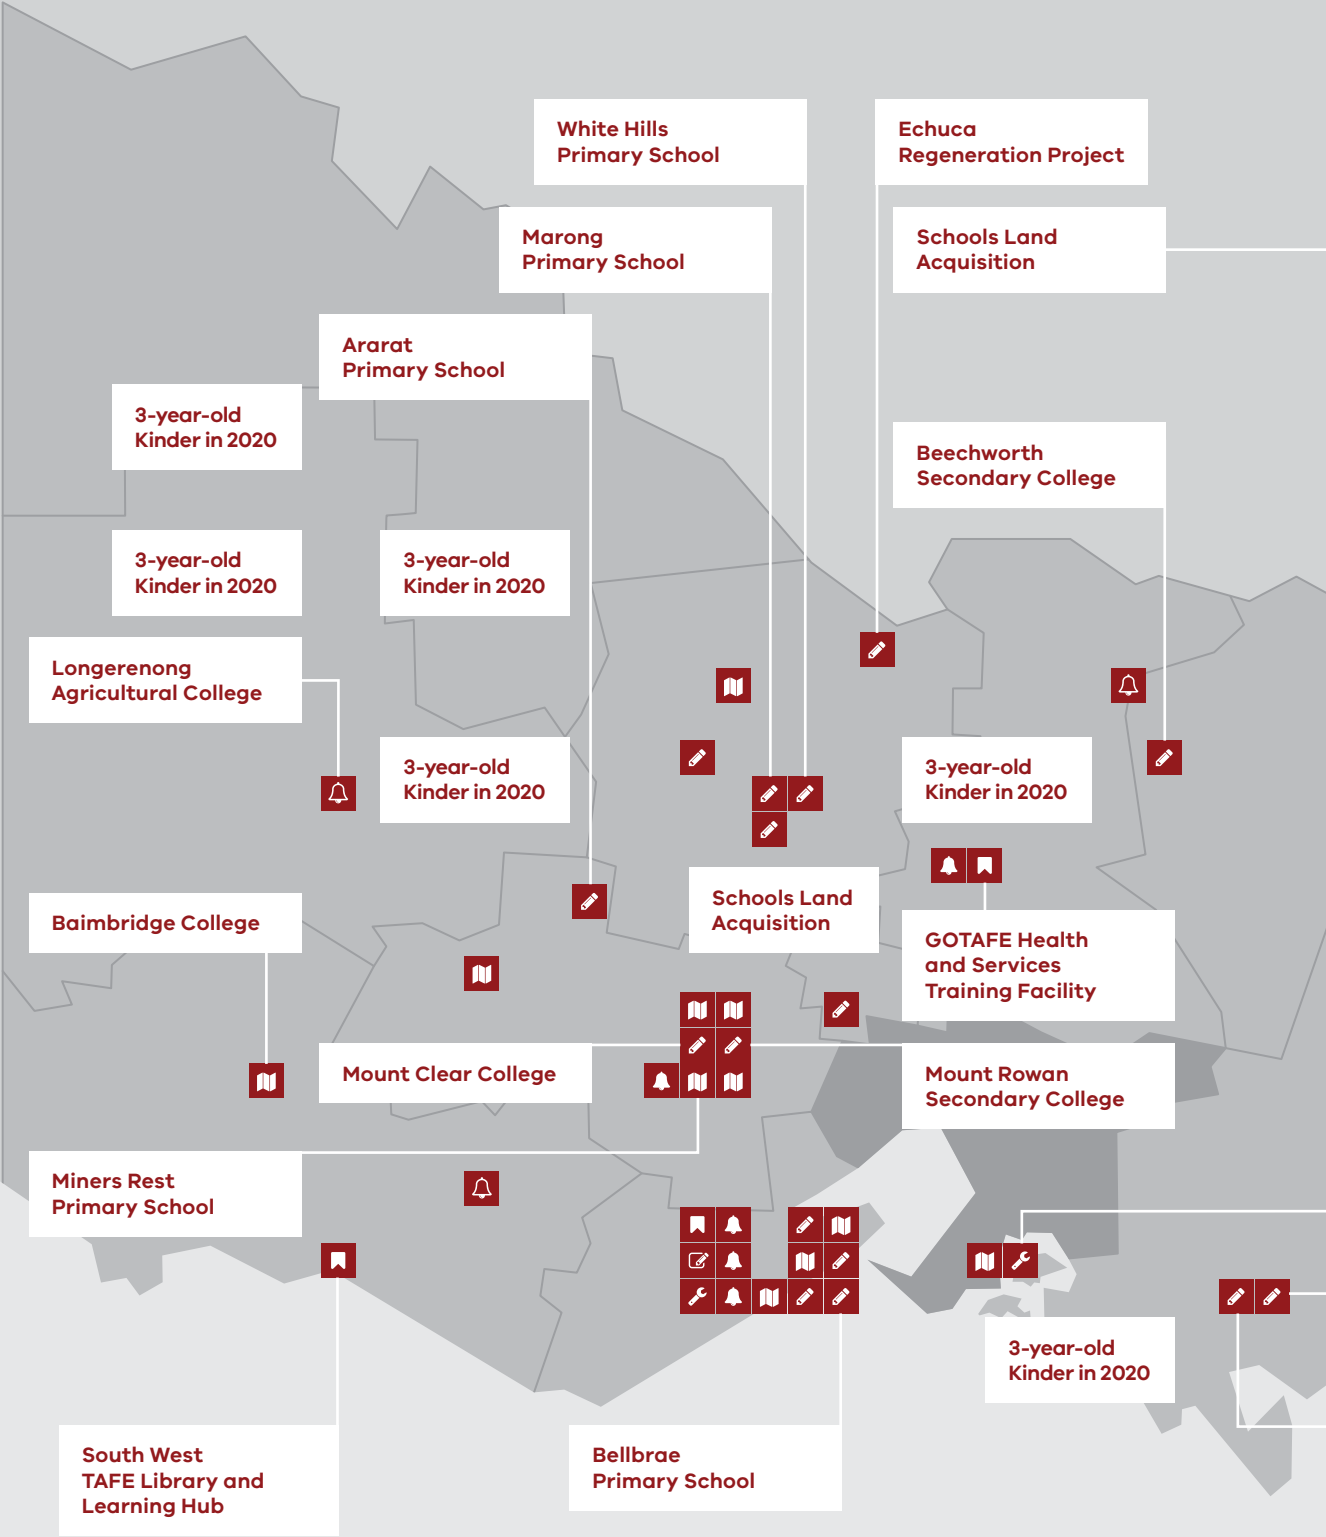 White Hills
Primary School
Echuca
Regeneration Project
Marong
Primary School
Schools Land
Acquisition
Ararat
Primary School
3-year-old
Kinder in 2020
Beechworth
Secondary College
3-year-old
Kinder in 2020
3-year-old
Kinder in 2020
Longerenong
Agricultural College
3-year-old
Kinder in 2020
3-year-old
Kinder in 2020
Baimbridge College
Schools Land
Acquisition
GOTAFE Health
and Services
Training Facility
Mount Clear College
Mount Rowan
Secondary College
Miners Rest
Primary School
3-year-old
Kinder in 2020
South West
TAFE Library and
Learning Hub
Bellbrae
Primary School